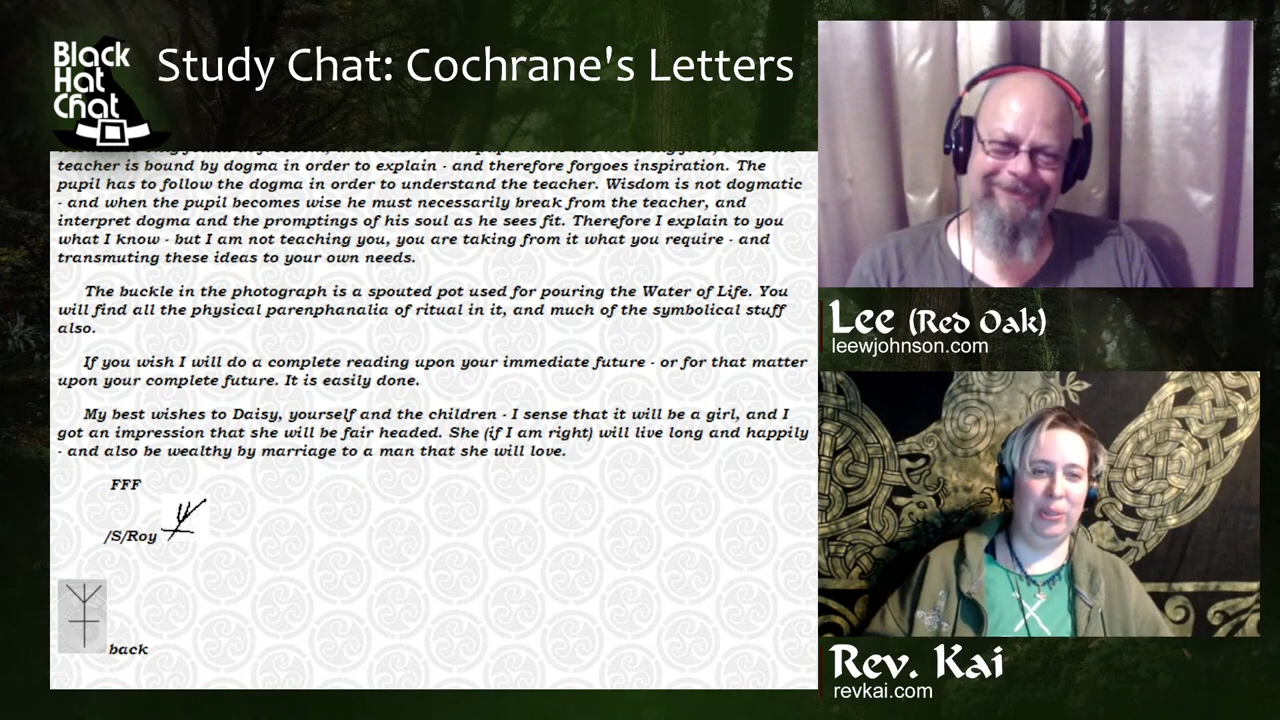 Black
Hat
Chat
Study Chat: Cochrane's Letters
teacher is bound by dogma in order to explain - and therefore forgoes inspiration. The
pupil has to follow the dogma in order to understand the teacher. Wisdom is not dogmatic
- and when the pupil becomes wise he must necessarily break from the teacher, and
interpret dogma and the promptings of his soul as he sees fit. Therefore I explain to you
what I know - but I am not teaching you, you are taking from it what you require - and
transmuting these ideas to your own needs.
The buckle in the photograph is a spouted pot used for pouring the Water of Life. You
will find all the physical parenphanalia of ritual in it, and much of the symbolical stuff
also.
If you wish I will do a complete reading upon your immediate future - or for that matter
upon your complete future. It is easily done.
My best wishes to Daisy, yourself and the children - I sense that it will be a girl, and I
got an impression that she will be fair headed. She (if I am right) will live long and happily
- and also be wealthy by marriage to a man that she will love.
FFF
/S/Roy
back
Lee (Red Oak)
leewjohnson.com
Rev. Kai
revkai.com